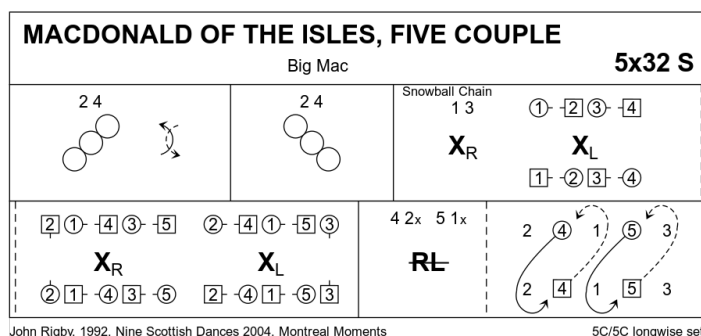 MACDONALD OF THE ISLES, FIVE COUPLE
Big Mac
5x32 S
2 4
2 4
Snowball Chain
1 3
X R
X L
1 2 3 4
1 2 3 4
2 1 4 3 5
X R
2 1 4 3 5
2 4 1 5 3
X L
2 4 1 5 3
4 2x 5 1x
RL
2 4 1 5 3
2 4 1 5 3
John Rigby, 1992, Nine Scottish Dances 2004, Montreal Moments
5C/5C longwise set